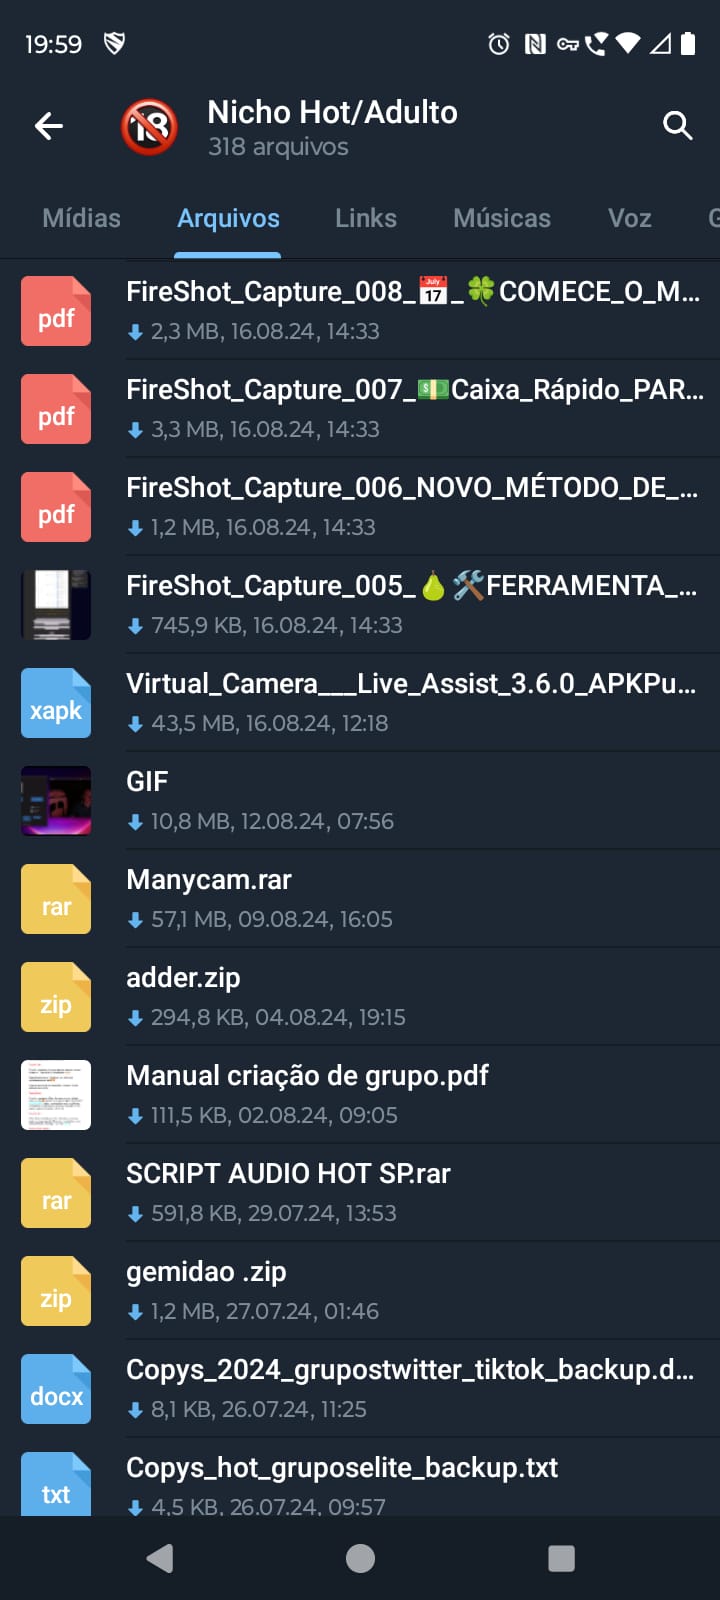 19:59
Nicho Hot/Adulto
318 arquivos
Mídias Arquivos Links Músicas Voz G
pdf
FireShot_Capture_008_📅_🍀COMECE_O_M...
2,3 MB, 16.08.24, 14:33
pdf
FireShot_Capture_007_💵Caixa_Rápido_PAR...
3,3 MB, 16.08.24, 14:33
pdf
FireShot_Capture_006_NOVO_MÉTODO_DE_...
1,2 MB, 16.08.24, 14:33
FireShot_Capture_005_🍐🛠️FERRAMENTA_...
745,9 KB, 16.08.24, 14:33
xapk
Virtual_Camera___Live_Assist_3.6.0_APKPu...
43,5 MB, 16.08.24, 12:18
GIF
10,8 MB, 12.08.24, 07:56
rar
Manycam.rar
57,1 MB, 09.08.24, 16:05
zip
adder.zip
294,8 KB, 04.08.24, 19:15
Manual criação de grupo.pdf
111,5 KB, 02.08.24, 09:05
rar
SCRIPT AUDIO HOT SP.rar
591,8 KB, 29.07.24, 13:53
zip
gemidao .zip
1,2 MB, 27.07.24, 01:46
docx
Copys_2024_grupostwitter_tiktok_backup.d...
8,1 KB, 26.07.24, 11:25
txt
Copys_hot_gruposelite_backup.txt
4,5 KB, 26.07.24, 09:57